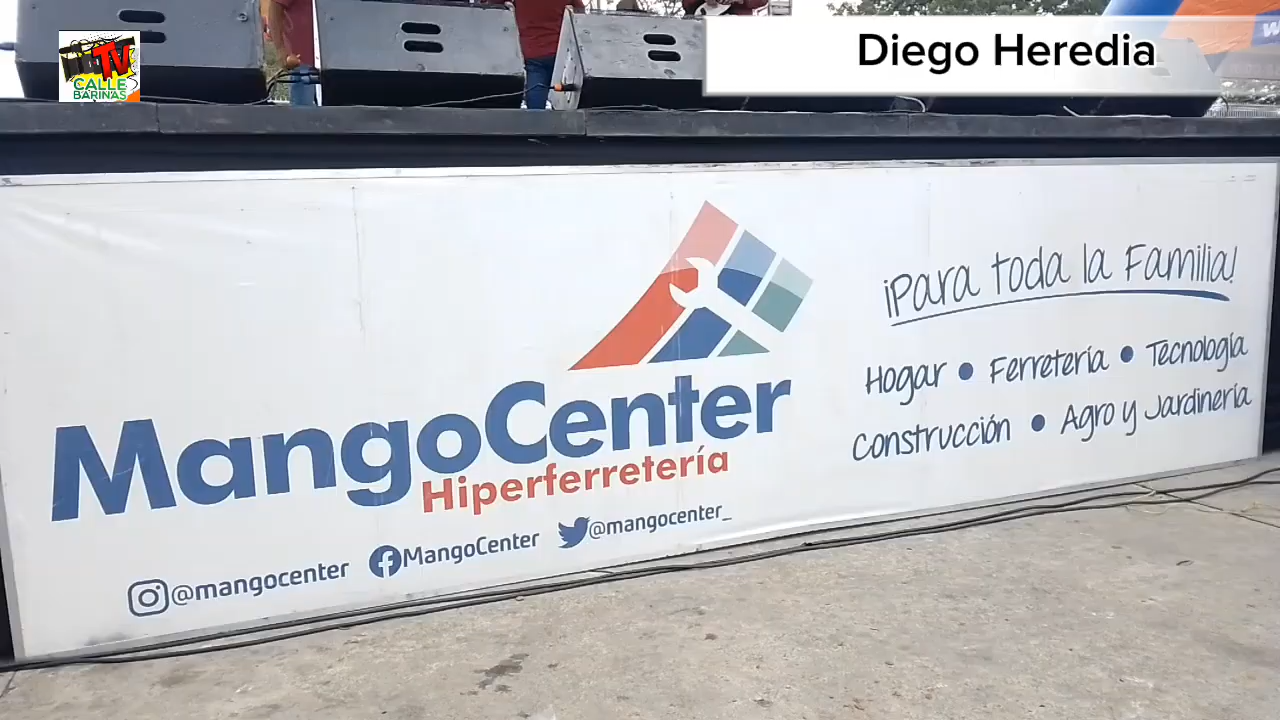 TV
CALLE
BARINAS
Diego Heredia
MangoCenter
Hiperferretería
@mangocenter MangoCenter @mangocenter_
¡Para toda la Familia!
Hogar • Ferretería • Tecnología
Construcción • Agro y Jardinería